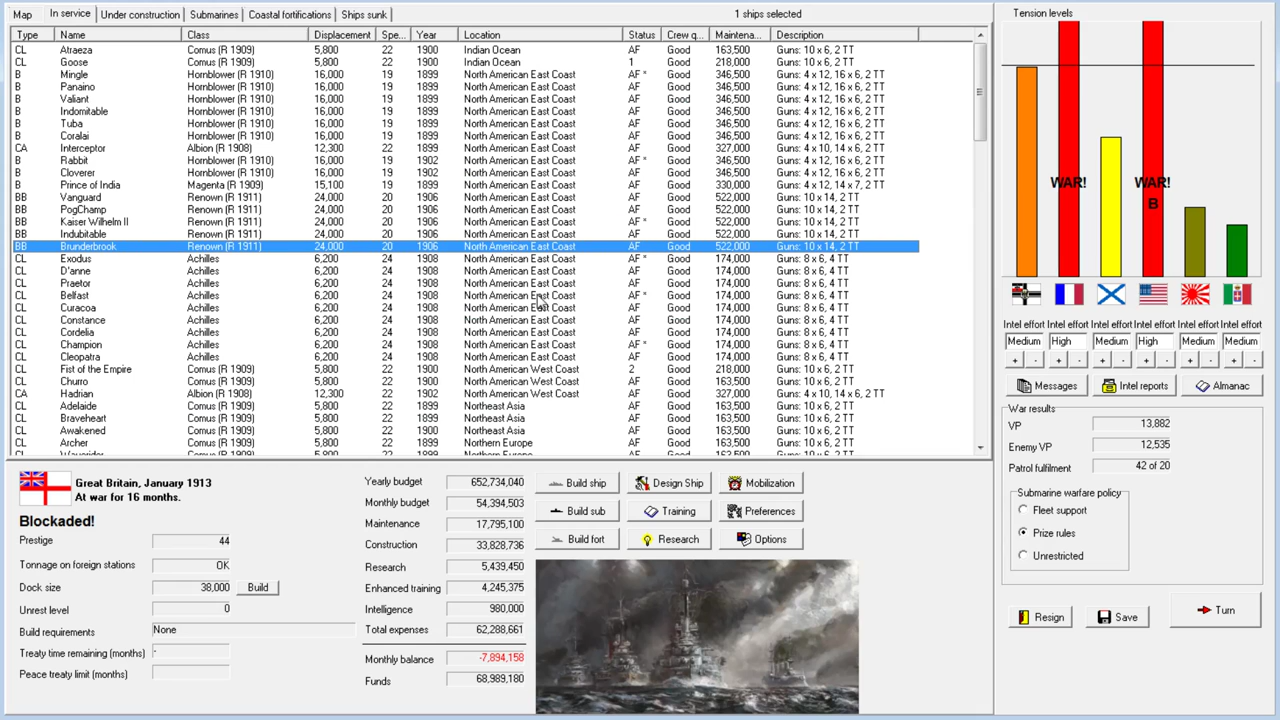 Map In service Under construction Submarines Coastal fortifications Ships sunk 1 ships selected
Type Name Class Displacement Spe... Year Location Status Crew q... Maintena... Description
CL Atraeza Comus (R 1909) 5,800 22 1900 Indian Ocean AF Good 163,500 Guns: 10 x 6, 2 TT
CL Goose Comus (R 1909) 5,800 22 1900 Indian Ocean 1 Good 218,000 Guns: 10 x 6, 2 TT
B Mingle Hornblower (R 1910) 16,000 19 1899 North American East Coast AF * Good 346,500 Guns: 4 x 12, 16 x 6, 2 TT
B Panaino Hornblower (R 1910) 16,000 19 1899 North American East Coast AF Good 346,500 Guns: 4 x 12, 16 x 6, 2 TT
B Valiant Hornblower (R 1910) 16,000 19 1899 North American East Coast AF Good 346,500 Guns: 4 x 12, 16 x 6, 2 TT
B Indomitable Hornblower (R 1910) 16,000 19 1899 North American East Coast AF Good 346,500 Guns: 4 x 12, 16 x 6, 2 TT
B Tuba Hornblower (R 1910) 16,000 19 1899 North American East Coast AF Good 346,500 Guns: 4 x 12, 16 x 6, 2 TT
B Coralai Hornblower (R 1910) 16,000 19 1899 North American East Coast AF Good 346,500 Guns: 4 x 12, 16 x 6, 2 TT
CA Interceptor Albion (R 1908) 12,300 22 1899 North American East Coast AF Good 327,000 Guns: 4 x 10, 14 x 6, 2 TT
B Rabbit Hornblower (R 1910) 16,000 19 1902 North American East Coast AF * Good 346,500 Guns: 4 x 12, 16 x 6, 2 TT
B Cloverer Hornblower (R 1910) 16,000 19 1902 North American East Coast AF Good 346,500 Guns: 4 x 12, 16 x 6, 2 TT
B Prince of India Magenta (R 1909) 15,100 19 1899 North American East Coast AF Good 330,000 Guns: 4 x 12, 14 x 7, 2 TT
BB Vanguard Renown (R 1911) 24,000 20 1906 North American East Coast AF Good 522,000 Guns: 10 x 14, 2 TT
BB PogChamp Renown (R 1911) 24,000 20 1906 North American East Coast AF Good 522,000 Guns: 10 x 14, 2 TT
BB Kaiser Wilhelm II Renown (R 1911) 24,000 20 1906 North American East Coast AF * Good 522,000 Guns: 10 x 14, 2 TT
BB Indubitable Renown (R 1911) 24,000 20 1906 North American East Coast AF Good 522,000 Guns: 10 x 14, 2 TT
BB Brunderbrook Renown (R 1911) 24,000 20 1906 North American East Coast AF Good 522,000 Guns: 10 x 14, 2 TT
CL Exodus Achilles 6,200 24 1908 North American East Coast AF * Good 174,000 Guns: 8 x 6, 4 TT
CL D'anne Achilles 6,200 24 1908 North American East Coast AF Good 174,000 Guns: 8 x 6, 4 TT
CL Praetor Achilles 6,200 24 1908 North American East Coast AF Good 174,000 Guns: 8 x 6, 4 TT
CL Belfast Achilles 6,200 24 1908 North American East Coast AF * Good 174,000 Guns: 8 x 6, 4 TT
CL Curacoa Achilles 6,200 24 1908 North American East Coast AF Good 174,000 Guns: 8 x 6, 4 TT
CL Constance Achilles 6,200 24 1908 North American East Coast AF Good 174,000 Guns: 8 x 6, 4 TT
CL Cordelia Achilles 6,200 24 1908 North American East Coast AF Good 174,000 Guns: 8 x 6, 4 TT
CL Champion Achilles 6,200 24 1908 North American East Coast AF * Good 174,000 Guns: 8 x 6, 4 TT
CL Cleopatra Achilles 6,200 24 1908 North American East Coast AF Good 174,000 Guns: 8 x 6, 4 TT
CL Fist of the Empire Comus (R 1909) 5,800 22 1900 North American West Coast 2 Good 218,000 Guns: 10 x 6, 2 TT
CL Churro Comus (R 1909) 5,800 22 1900 North American West Coast AF Good 163,500 Guns: 10 x 6, 2 TT
CA Hadrian Albion (R 1908) 12,300 22 1900 North American West Coast AF Good 327,000 Guns: 4 x 10, 14 x 6, 2 TT
CL Adelaide Comus (R 1909) 5,800 22 1899 Northeast Asia AF Good 163,500 Guns: 10 x 6, 2 TT
CL Braveheart Comus (R 1909) 5,800 22 1899 Northeast Asia AF Good 163,500 Guns: 10 x 6, 2 TT
CL Awakened Comus (R 1909) 5,800 22 1900 Northeast Asia AF Good 163,500 Guns: 10 x 6, 2 TT
CL Archer Comus (R 1909) 5,800 22 1899 Northern Europe AF Good 163,500 Guns: 10 x 6, 2 TT
Great Britain, January 1913
At war for 16 months.
Blockaded!
Prestige 44
Tonnage on foreign stations OK
Dock size 38,000 Build
Unrest level 0
Build requirements None
Treaty time remaining (months) -
Peace treaty limit (months)
Yearly budget 652,734,040
Monthly budget 54,394,503
Maintenance 17,795,100
Construction 33,828,736
Research 5,439,450
Enhanced training 4,245,375
Intelligence 980,000
Total expenses 62,288,661
Monthly balance -7,894,158
Funds 68,989,180
Build ship Design Ship Mobilization
Build sub Training Preferences
Build fort Research Options
Tension levels
WAR! WAR!
B
Intel effort Intel effort Intel effort Intel effort Intel effort Intel effort
Medium High Medium High Medium Medium
+ - + - + - + - + - + -
Messages Intel reports Almanac
War results
VP 13,882
Enemy VP 12,535
Patrol fulfilment 42 of 20
Submarine warfare policy
Fleet support
Prize rules
Unrestricted
Resign Save Turn